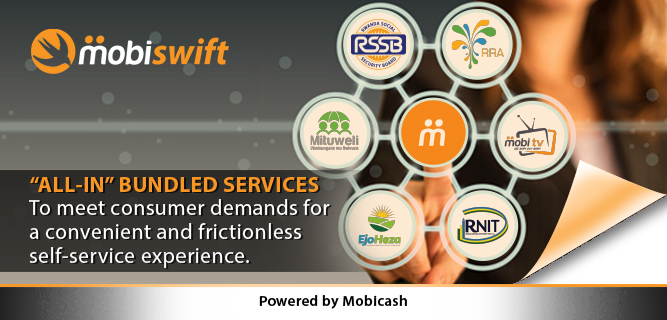 mobiswift
RWANDA SOCIAL
RSSB
SECURITY BOARD
RRA
Mituweli
m
mobi tv
EjoHeza
RNIT
“ALL-IN” BUNDLED SERVICES
To meet consumer demands for
a convenient and frictionless
self-service experience.
Powered by Mobicash